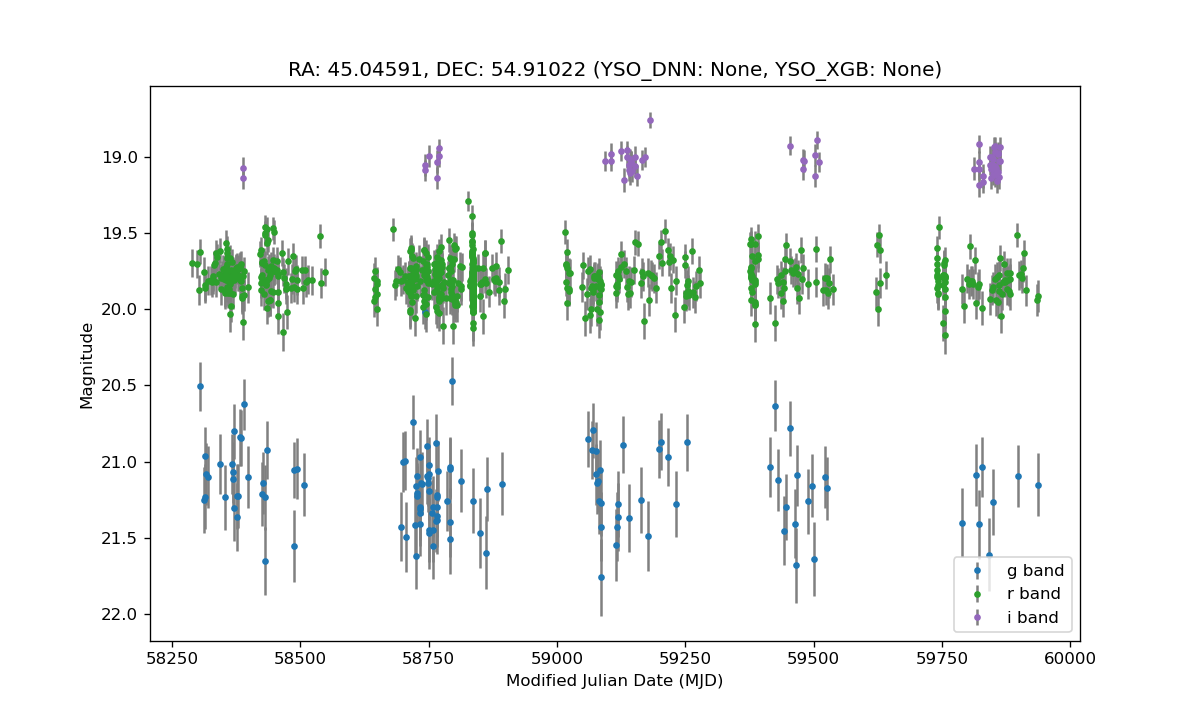 RA: 45.04591, DEC: 54.91022 (YSO_DNN: None, YSO_XGB: None)
19.0
19.5
20.0
20.5
21.0
21.5
22.0
Magnitude
g band
r band
i band
58250 58500 58750 59000 59250 59500 59750 60000
Modified Julian Date (MJD)